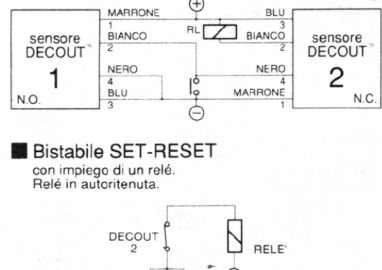 MARRONE BLU
1 RL 3
BIANCO BIANCO
2 2
sensore DECOUT 1 N.O.
sensore DECOUT 2 N.C.
NERO NERO
4 4
BLU MARRONE
3 1
Bistabile SET-RESET
con impiego di un relé.
Relé in autoritenuta.
DECOUT 2
RELE'